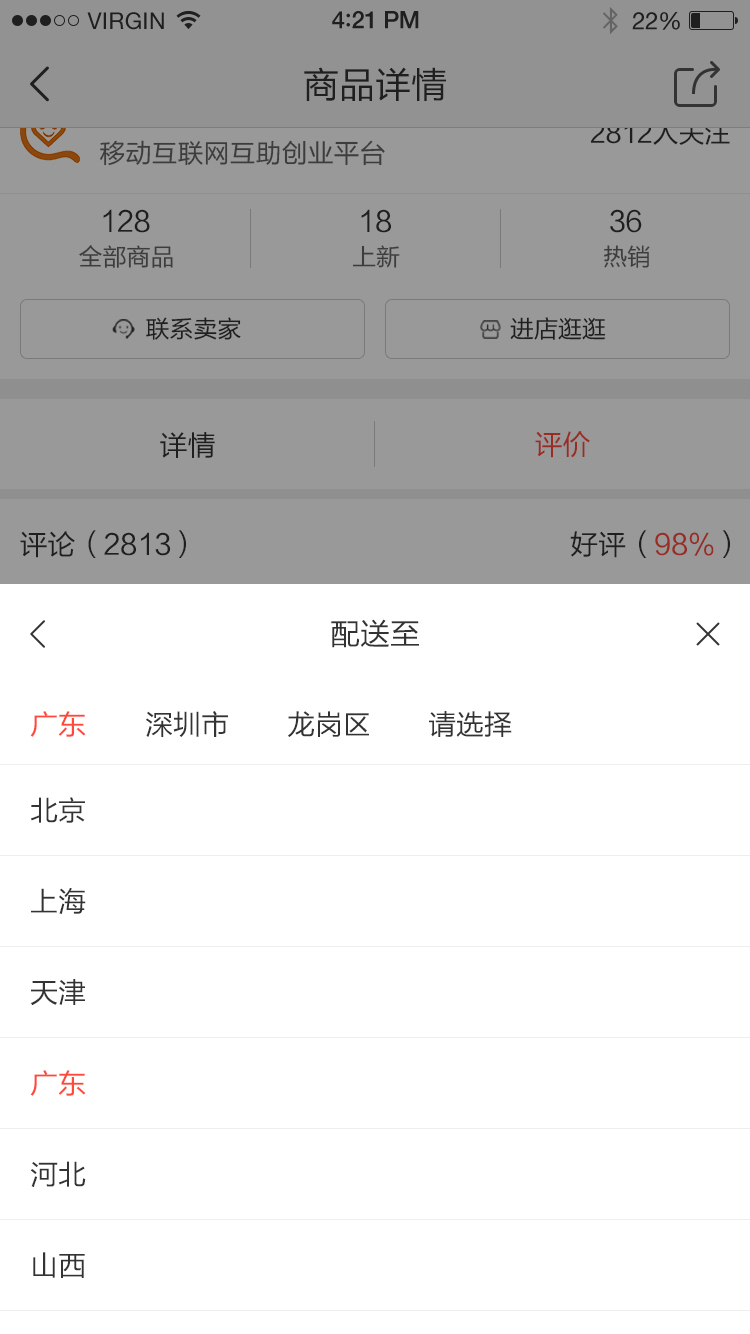 VIRGIN 4:21 PM 22%
商品详情
移动互联网互助创业平台 2812人关注
128 18 36
全部商品 上新 热销
联系卖家 进店逛逛
详情 评价
评论（2813） 好评（98%）
配送至
广东 深圳市 龙岗区 请选择
北京
上海
天津
广东
河北
山西